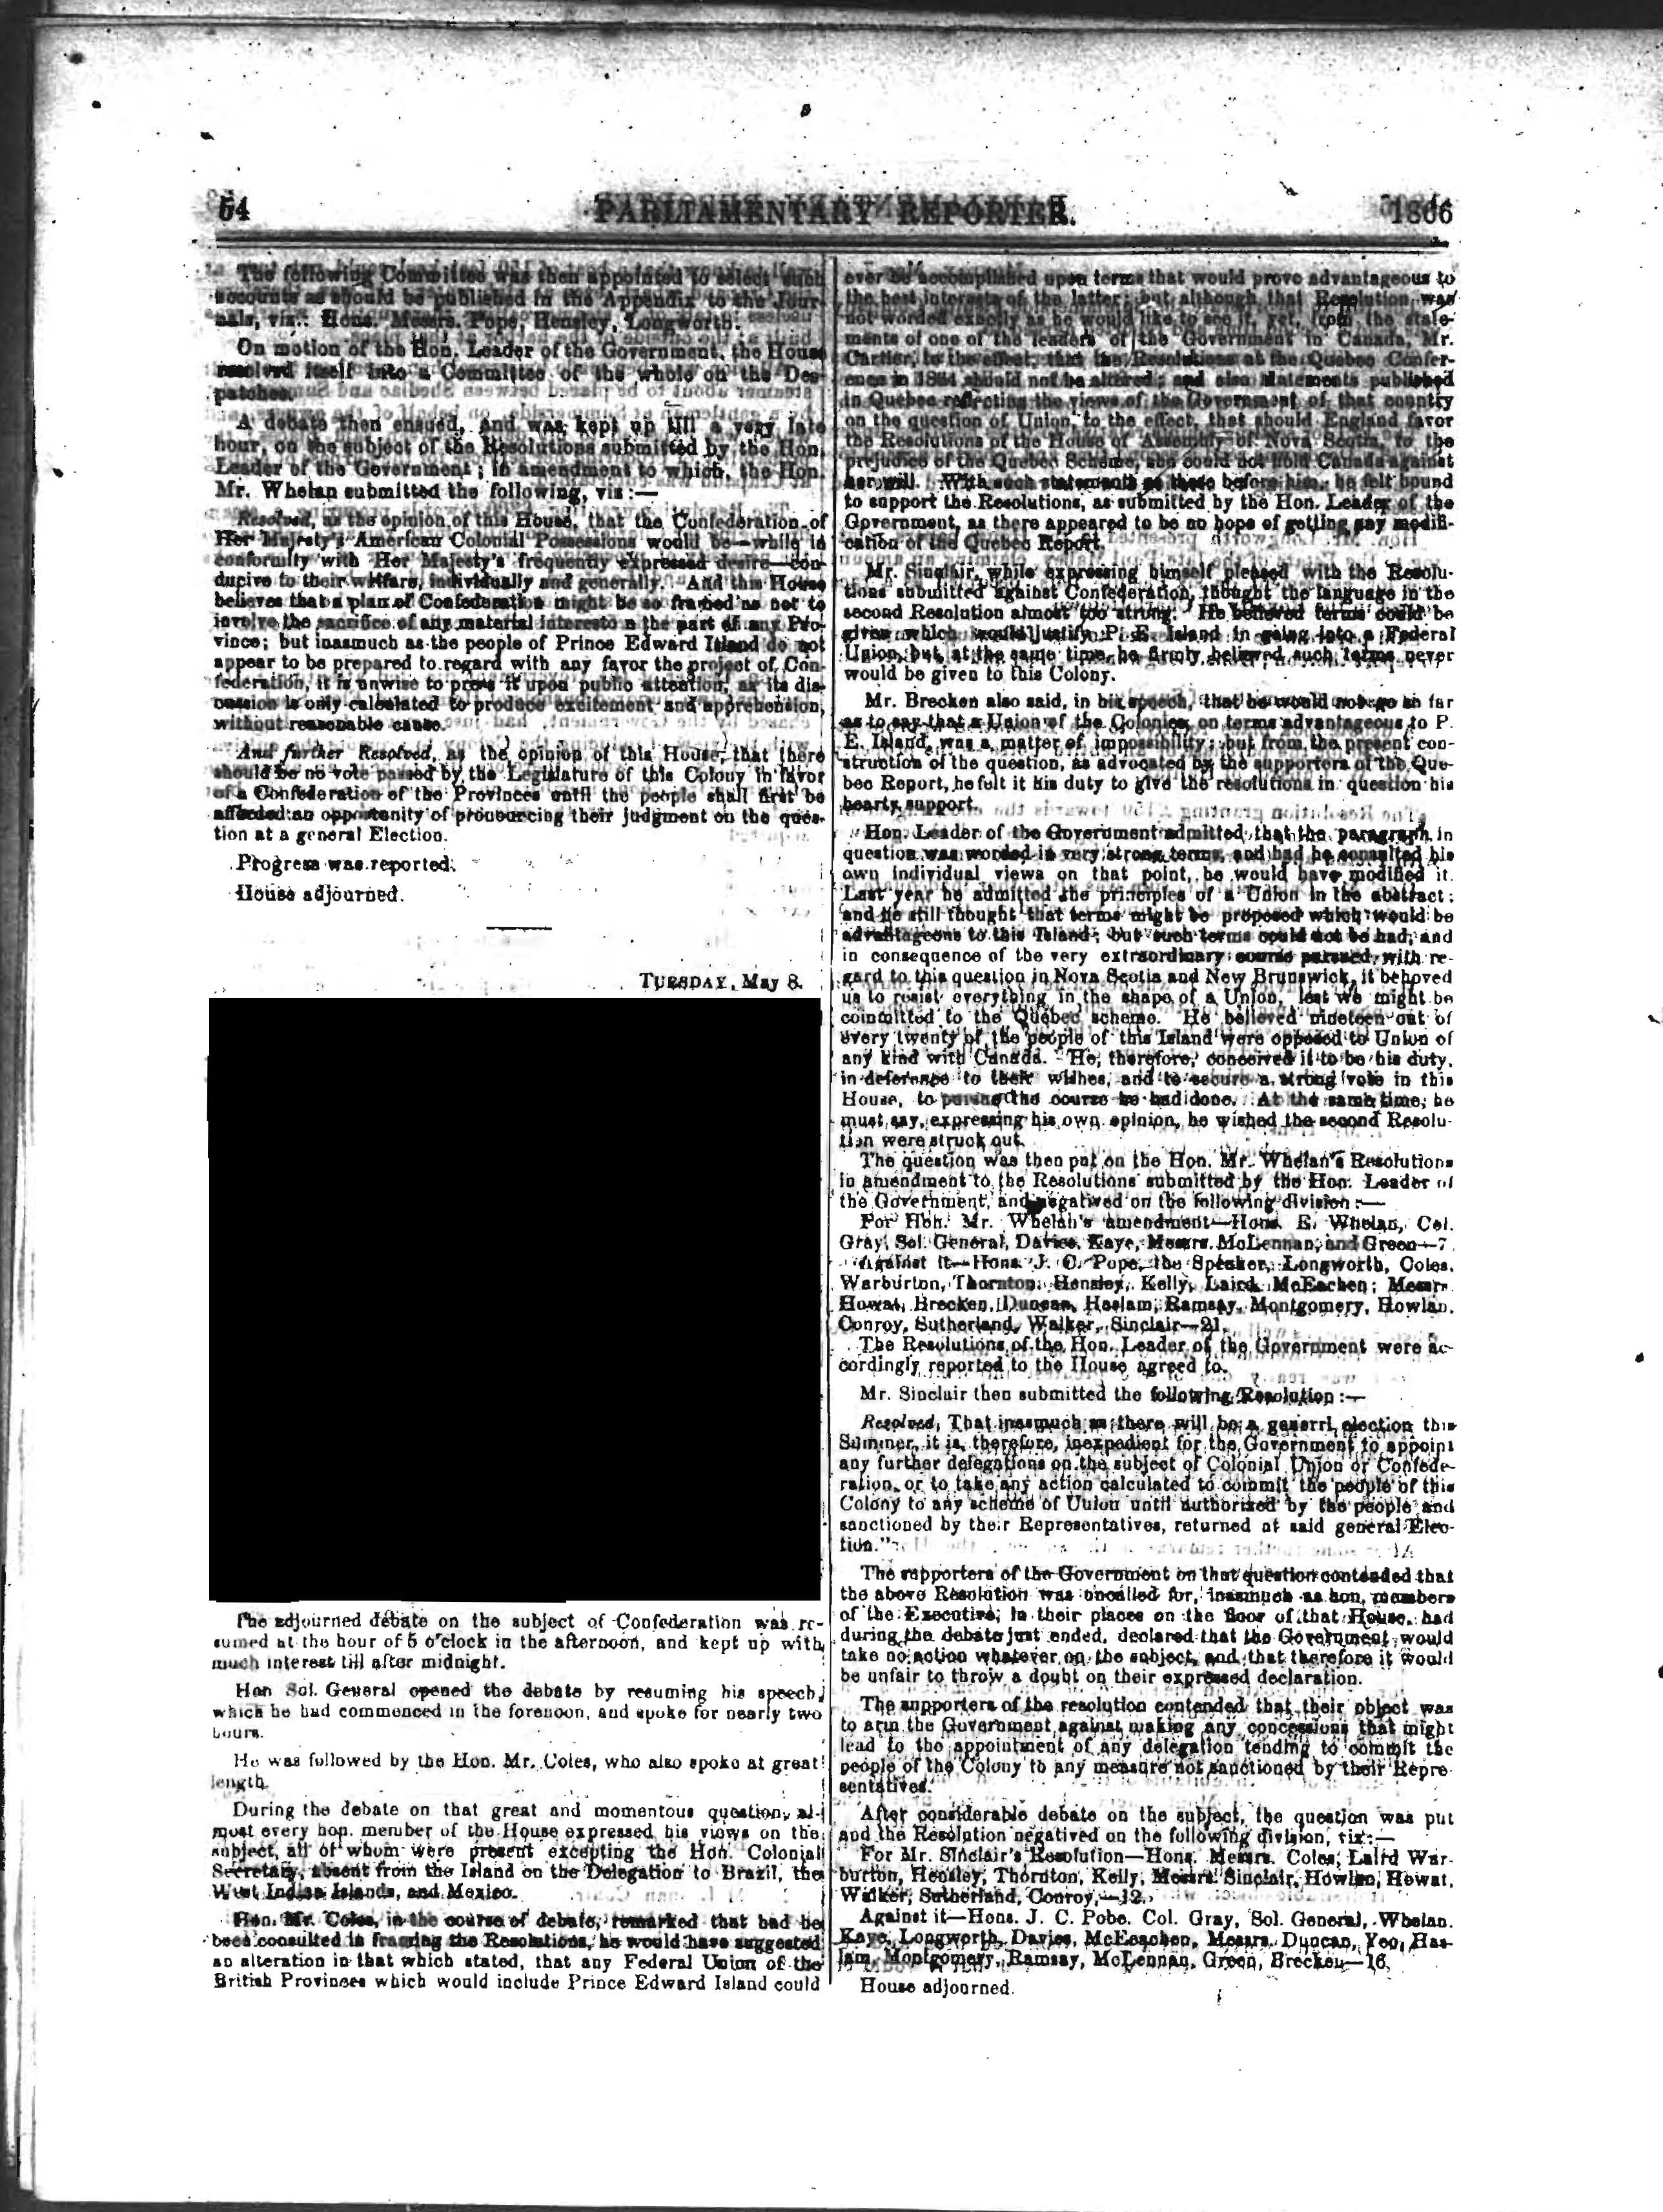 54
PARLIAMENTARY REPORTER.
1866
The following Committee was then appointed to select such
accounts as should be published in the Appendix to the Jour-
nals, viz.: Hons. Messrs. Pope, Hensley, Longworth.
On motion of the Hon. Leader of the Government, the House
resolved itself into a Committee of the whole on the Des-
patches.
A debate then ensued, and was kept up till a very late
hour, on the subject of the Resolutions submitted by the Hon.
Leader of the Government; in amendment to which, the Hon.
Mr. Whelan submitted the following, viz:—
Resolved, as the opinion of this House, that the Confederation of
Her Majesty's American Colonial Possessions would be—while in
conformity with Her Majesty's frequently expressed desire—con-
ducive to their welfare, individually and generally. And this House
believes that a plan of Confederation might be so framed as not to
involve the sacrifice of any material interests n the part of any Pro-
vince; but inasmuch as the people of Prince Edward Island do not
appear to be prepared to regard with any favor the project of Con-
federation, it is unwise to press it upon public attention, as its dis-
cussion is only calculated to produce excitement and apprehension,
without reasonable cause.
And further Resolved, as the opinion of this House, that there
should be no vote passed by the Legislature of this Colony in favor
of a Confederation of the Provinces until the people shall first be
afforded an opportunity of pronouncing their judgment on the ques-
tion at a general Election.
Progress was reported.
House adjourned.
TUESDAY, May 8.
The adjourned debate on the subject of Confederation was re-
sumed at the hour of 5 o'clock in the afternoon, and kept up with
much interest till after midnight.
Hon Sol. General opened the debate by resuming his speech,
which he had commenced in the forenoon, and spoke for nearly two
hours.
He was followed by the Hon. Mr. Coles, who also spoke at great
length.
During the debate on that great and momentous question, al-
most every hon. member of the House expressed his views on the
subject, all of whom were present excepting the Hon. Colonial
Secretary, absent from the Island on the Delegation to Brazil, the
West India Islands, and Mexico.
Hon. Mr. Coles, in the course of debate, remarked that had he
been consulted in framing the Resolutions, he would have suggested
an alteration in that which stated, that any Federal Union of the
British Provinces which would include Prince Edward Island could
ever be accomplished upon terms that would prove advantageous to
the best interests of the latter; but although that Resolution was
not worded exactly as he would like to see it, yet, from the state-
ments of one of the leaders of the Government in Canada, Mr.
Cartier, to the effect, that the Resolutions at the Quebec Confer-
ence in 1864 should not be altered; and also statements published
in Quebec reflecting the views of the Government of that country
on the question of Union, to the effect, that should England favor
the Resolutions of the House of Assembly of Nova Scotia, to the
prejudice of the Quebec Scheme, she could not hold Canada against
her will. With such statements as these before him, he felt bound
to support the Resolutions, as submitted by the Hon. Leader of the
Government, as there appeared to be no hope of getting any modifi-
cation of the Quebec Report.
Mr. Sinclair, while expressing himself pleased with the Resolu-
tions submitted against Confederation, thought the language in the
second Resolution almost too strong. He believed terms could be
given which would justify P. E. Island in going into a Federal
Union, but at the same time, he firmly believed such terms never
would be given to this Colony.
Mr. Brecken also said, in his speech, that he would not go so far
as to say that a Union of the Colonies, on terms advantageous to P.
E. Island, was a matter of impossibility; but from the present con-
struction of the question, as advocated by the supporters of the Que-
bec Report, he felt it his duty to give the resolutions in question his
hearty support.
Hon. Leader of the Government admitted that the paragraph in
question was worded in very strong terms, and had he consulted his
own individual views on that point, he would have modified it.
Last year he admitted the principles of a Union in the abstract;
and he still thought that terms might be proposed which would be
advantageous to this Island; but such terms could not be had, and
in consequence of the very extraordinary course pursued with re-
gard to this question in Nova Scotia and New Brunswick, it behoved
us to resist everything in the shape of a Union, lest we might be
committed to the Quebec scheme. He believed nineteen out of
every twenty of the people of this Island were opposed to Union of
any kind with Canada. He, therefore, conceived it to be his duty,
in deference to their wishes, and to secure a strong vote in this
House, to pursue the course he had done. At the same time, he
must say, expressing his own opinion, he wished the second Resolu-
tion were struck out.
The question was then put on the Hon. Mr. Whelan's Resolutions
in amendment to the Resolutions submitted by the Hon. Leader of
the Government, and negatived on the following division:—
For Hon. Mr. Whelan's amendment—Hons. E. Whelan, Col.
Gray, Sol. General, Davies, Kaye, Messrs. McLennan, and Green—7.
Against it—Hons. J. C. Pope, the Speaker, Longworth, Coles,
Warburton, Thornton, Hensley, Kelly, Laird, McEachen; Messrs.
Howat, Brecken, Duncan, Haslam, Ramsay, Montgomery, Howlan,
Conroy, Sutherland, Walker, Sinclair—21.
The Resolutions of the Hon. Leader of the Government were ac-
cordingly reported to the House agreed to.
Mr. Sinclair then submitted the following Resolution:—
Resolved, That inasmuch as there will be a generrl election this
Summer, it is, therefore, inexpedient for the Government to appoint
any further delegations on the subject of Colonial Union or Confede-
ration, or to take any action calculated to commit the people of this
Colony to any scheme of Union until authorized by the people and
sanctioned by their Representatives, returned at said general Elec-
tion."
The supporters of the Government on that question contended that
the above Resolution was uncalled for, inasmuch as hon. members
of the Executive, in their places on the floor of that House, had
during the debate just ended, declared that the Government would
take no action whatever on the subject, and that therefore it would
be unfair to throw a doubt on their expressed declaration.
The supporters of the resolution contended that their object was
to arm the Government against making any concessions that might
lead to the appointment of any delegation tending to commit the
people of the Colony to any measure not sanctioned by their Repre
sentatives.
After considerable debate on the subject, the question was put
and the Resolution negatived on the following division, viz:—
For Mr. Sinclair's Resolution—Hons. Messrs. Coles, Laird War-
burton, Hensley, Thornton, Kelly, Messrs. Sinclair, Howlan, Howat,
Walker, Sutherland, Conroy,—12.
Against it—Hons. J. C. Pobe. Col. Gray, Sol. General, Whelan.
Kaye, Longworth, Davies, McEeachen, Messrs. Duncan, Yeo, Has-
lam, Montgomery, Ramsay, McLennan, Green, Brecken—16.
House adjourned.